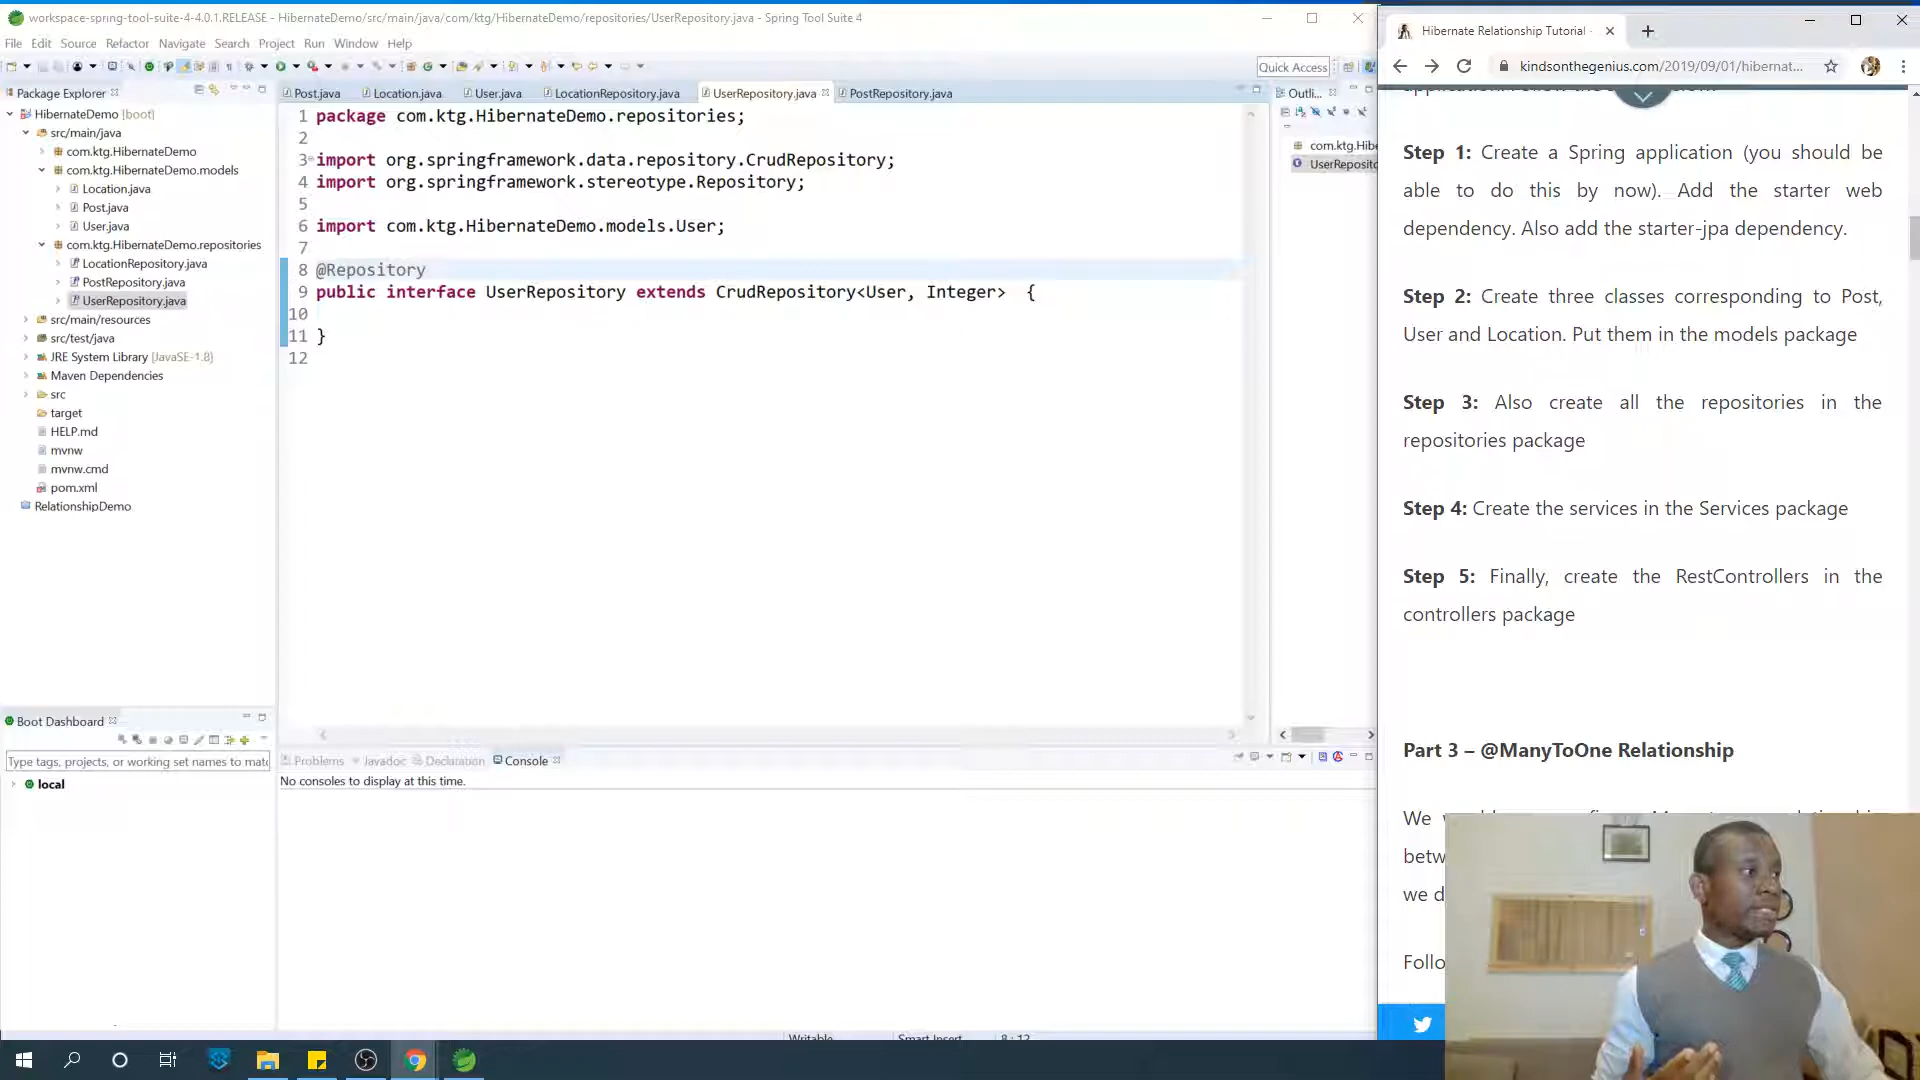 workspace-spring-tool-suite-4-4.0.1.RELEASE - HibernateDemo/src/main/java/com/ktg/HibernateDemo/repositories/UserRepository.java - Spring Tool Suite 4
File Edit Source Refactor Navigate Search Project Run Window Help
Quick Access
Package Explorer
HibernateDemo [boot]
src/main/java
com.ktg.HibernateDemo
com.ktg.HibernateDemo.models
Location.java
Post.java
User.java
com.ktg.HibernateDemo.repositories
LocationRepository.java
PostRepository.java
UserRepository.java
src/main/resources
src/test/java
JRE System Library [JavaSE-1.8]
Maven Dependencies
src
target
HELP.md
mvnw
mvnw.cmd
pom.xml
RelationshipDemo
Boot Dashboard
Type tags, projects, or working set names to mat
local
Post.java Location.java User.java LocationRepository.java UserRepository.java PostRepository.java
1 package com.ktg.HibernateDemo.repositories;
2
3 import org.springframework.data.repository.CrudRepository;
4 import org.springframework.stereotype.Repository;
5
6 import com.ktg.HibernateDemo.models.User;
7
8 @Repository
9 public interface UserRepository extends CrudRepository<User, Integer> {
10
11 }
12
Outli...
com.ktg.Hibe
UserReposito
Problems Javadoc Declaration Console
No consoles to display at this time.
Writable Smart Insert 8 : 12
Hibernate Relationship Tutorial
kindsonthegenius.com/2019/09/01/hibernat...
Step 1: Create a Spring application (you should be
able to do this by now). Add the starter web
dependency. Also add the starter-jpa dependency.
Step 2: Create three classes corresponding to Post,
User and Location. Put them in the models package
Step 3: Also create all the repositories in the
repositories package
Step 4: Create the services in the Services package
Step 5: Finally, create the RestControllers in the
controllers package
Part 3 – @ManyToOne Relationship
We
betw
we d
Follo